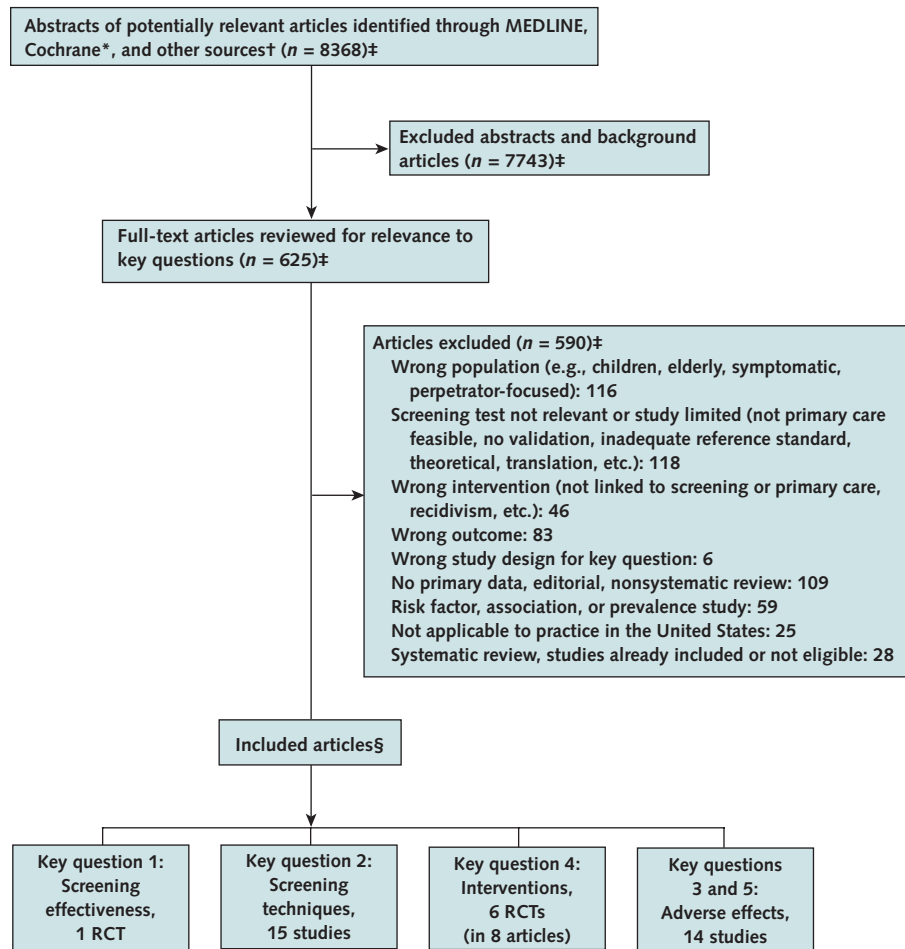 Abstracts of potentially relevant articles identified through MEDLINE,
Cochrane*, and other sources† (n = 8368)‡
Excluded abstracts and background
articles (n = 7743)‡
Full-text articles reviewed for relevance to
key questions (n = 625)‡
Articles excluded (n = 590)‡
Wrong population (e.g., children, elderly, symptomatic,
perpetrator-focused): 116
Screening test not relevant or study limited (not primary care
feasible, no validation, inadequate reference standard,
theoretical, translation, etc.): 118
Wrong intervention (not linked to screening or primary care,
recidivism, etc.): 46
Wrong outcome: 83
Wrong study design for key question: 6
No primary data, editorial, nonsystematic review: 109
Risk factor, association, or prevalence study: 59
Not applicable to practice in the United States: 25
Systematic review, studies already included or not eligible: 28
Included articles§
Key question 1:
Screening
effectiveness,
1 RCT
Key question 2:
Screening
techniques,
15 studies
Key question 4:
Interventions,
6 RCTs
(in 8 articles)
Key questions
3 and 5:
Adverse effects,
14 studies